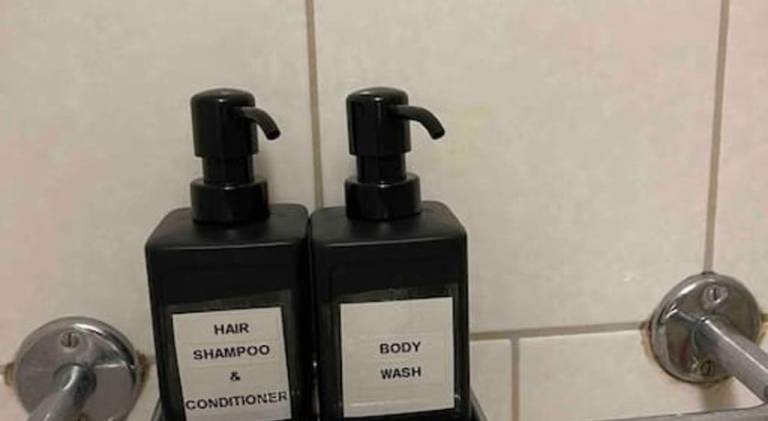 HAIR
SHAMPOO
&
CONDITIONER
BODY
WASH